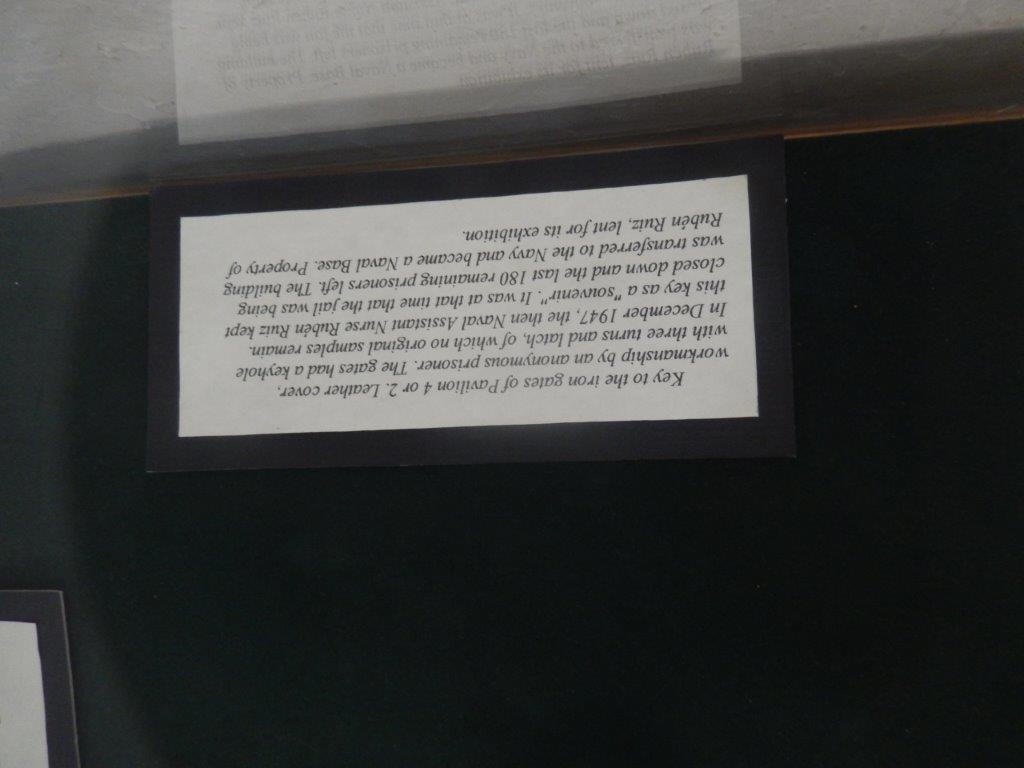 Key to the iron gates of Pavilion 4 or 2. Leather cover,
workmanship by an anonymous prisoner. The gates had a keyhole
with three turns and latch, of which no original samples remain.
In December 1947, the then Naval Assistant Nurse Rubén Ruiz kept
this key as a "souvenir". It was at that time that the jail was being
closed down and the last 180 remaining prisoners left. The building
was transferred to the Navy and became a Naval Base. Property of
Rubén Ruiz, lent for its exhibition.